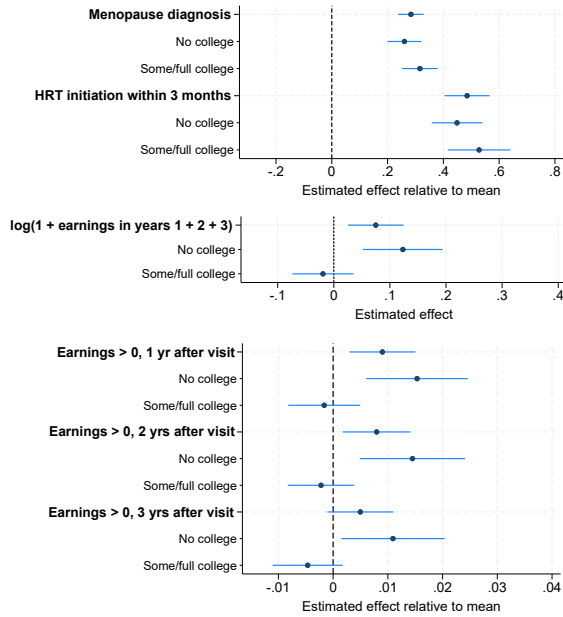 Menopause diagnosis
No college
Some/full college
HRT initiation within 3 months
No college
Some/full college
-.2 0 .2 .4 .6 .8
Estimated effect relative to mean
log(1 + earnings in years 1 + 2 + 3)
No college
Some/full college
-.1 0 .1 .2 .3 .4
Estimated effect
Earnings > 0, 1 yr after visit
No college
Some/full college
Earnings > 0, 2 yrs after visit
No college
Some/full college
Earnings > 0, 3 yrs after visit
No college
Some/full college
-.01 0 .01 .02 .03 .04
Estimated effect relative to mean